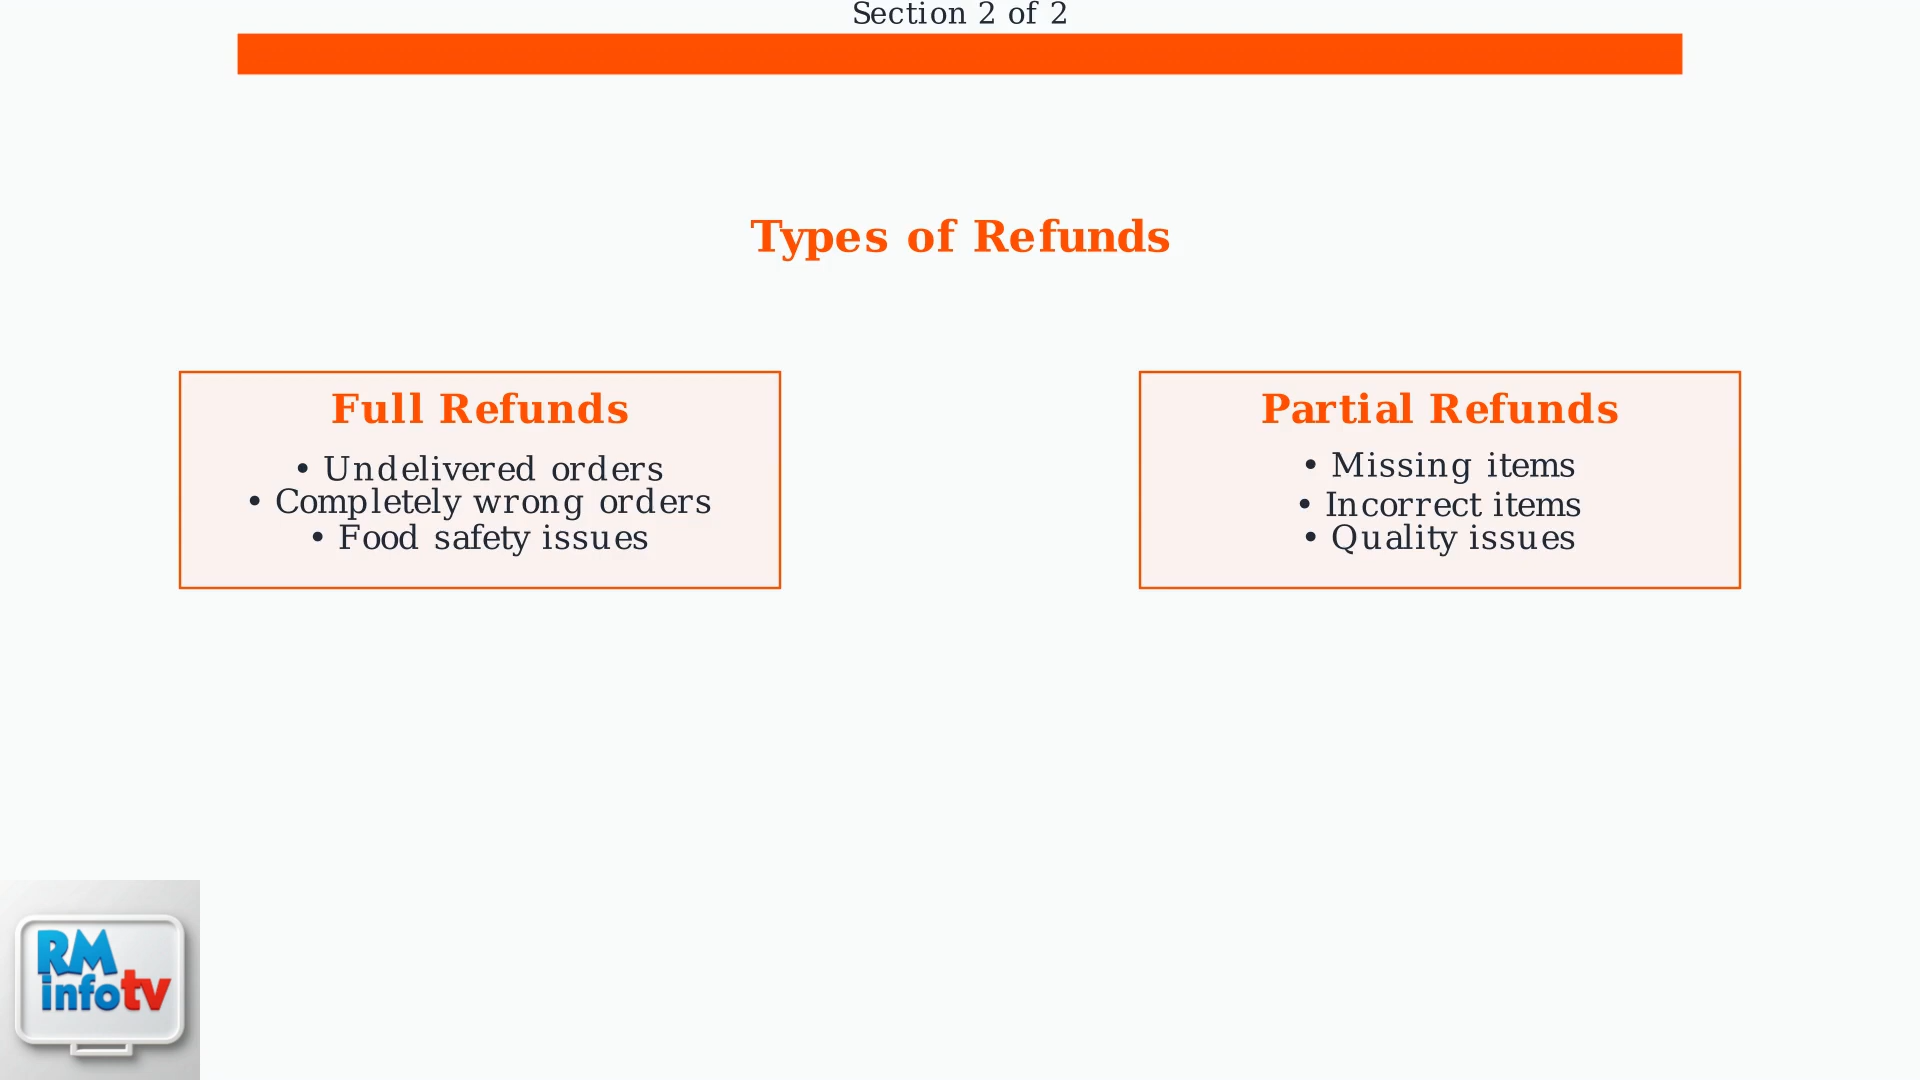 Section 2 of 2
Types of Refunds
Full Refunds
• Undelivered orders
• Completely wrong orders
• Food safety issues
Partial Refunds
• Missing items
• Incorrect items
• Quality issues
RM
infotv